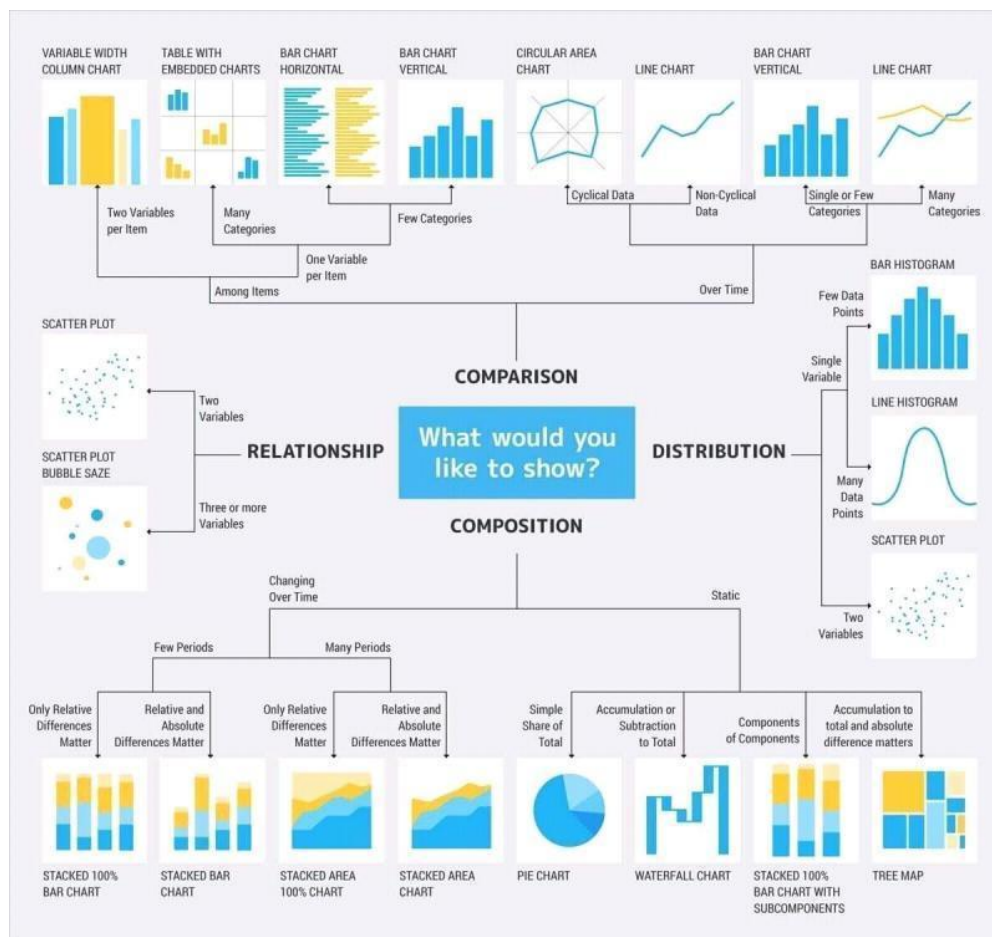 VARIABLE WIDTH
COLUMN CHART
TABLE WITH
EMBEDDED CHARTS
BAR CHART
HORIZONTAL
BAR CHART
VERTICAL
CIRCULAR AREA
CHART
LINE CHART
BAR CHART
VERTICAL
LINE CHART
Two Variables
per Item
Many
Categories
Few Categories
Cyclical Data
Non-Cyclical
Data
Single or Few
Categories
Many
Categories
One Variable
per Item
Among Items
Over Time
COMPARISON
SCATTER PLOT
Two
Variables
SCATTER PLOT
BUBBLE SAZE
Three or more
Variables
RELATIONSHIP
What would you
like to show?
DISTRIBUTION
BAR HISTOGRAM
Few Data
Points
Single
Variable
LINE HISTOGRAM
Many
Data
Points
SCATTER PLOT
Two
Variables
COMPOSITION
Changing
Over Time
Static
Few Periods
Many Periods
Only Relative
Differences
Matter
Relative and
Absolute
Differences Matter
Only Relative
Differences
Matter
Relative and
Absolute
Differences Matter
Simple
Share of
Total
Accumulation or
Subtraction
to Total
Components
of Components
Accumulation to
total and absolute
difference matters
STACKED 100%
BAR CHART
STACKED BAR
CHART
STACKED AREA
100% CHART
STACKED AREA
CHART
PIE CHART
WATERFALL CHART
STACKED 100%
BAR CHART WITH
SUBCOMPONENTS
TREE MAP